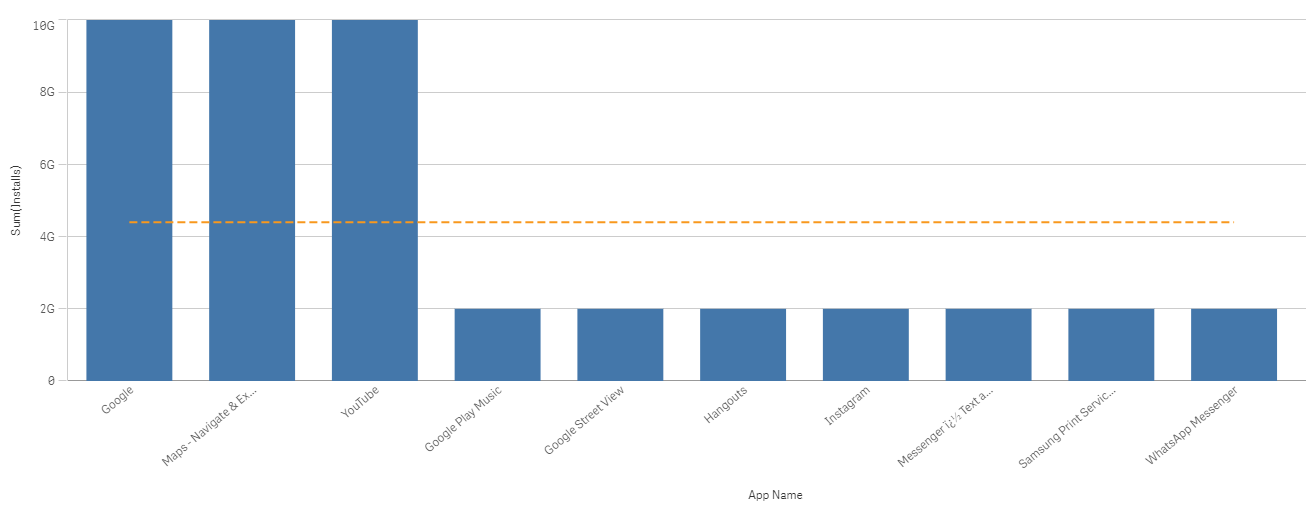 10G
8G
6G
4G
2G
0
Sum(Installs)
Google
Maps - Navigate & Ex...
YouTube
Google Play Music
Google Street View
Hangouts
Instagram
Messenger ï¿½ Text a...
Samsung Print Servic...
WhatsApp Messenger
App Name